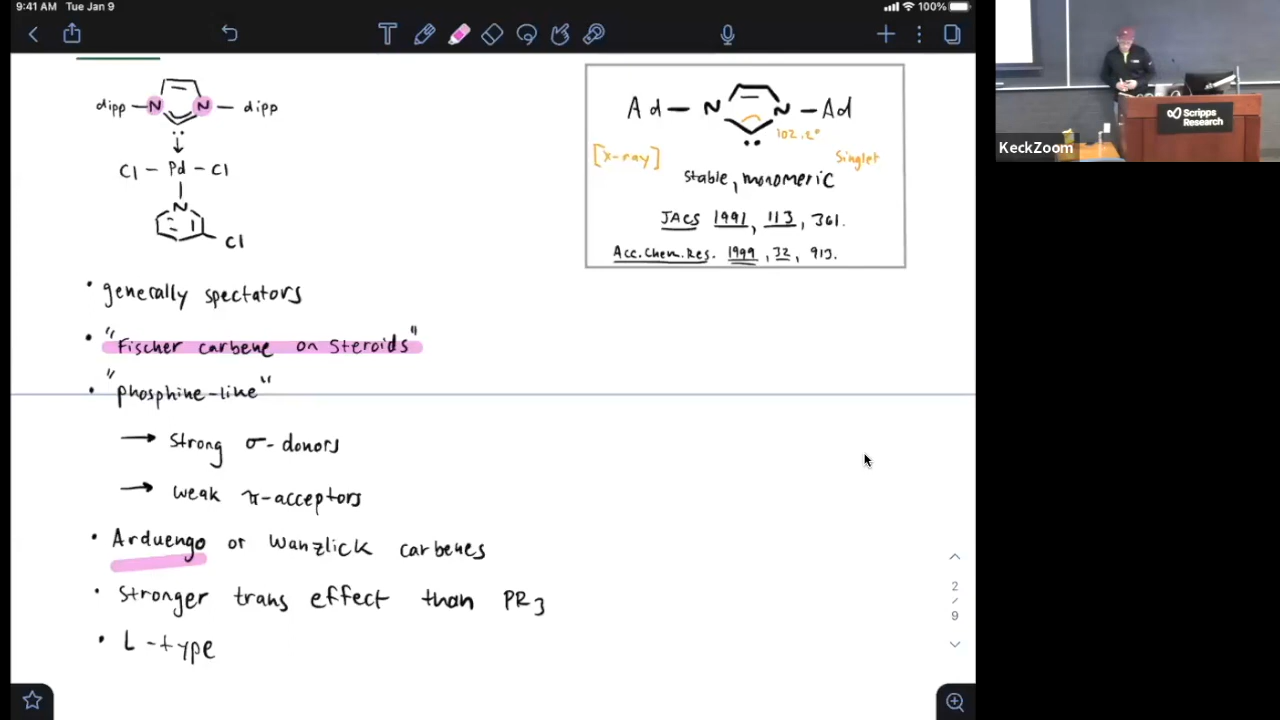 9:41 AM Tue Jan 9
100%
dipp — N N — dipp
Cl — Pd — Cl
N
Cl
• generally spectators
• "Fischer carbene on Steroids"
• "phosphine-like"
→ Strong σ-donors
→ weak π-acceptors
• Arduengo or Wanzlick carbenes
• Stronger trans effect than PR3
• L-type
Ad — N N — Ad
102.2°
[x-ray] Singlet
stable, monomeric
JACS 1991, 113, 361.
Acc. Chem. Res. 1999, 32, 913.
2
/
9
Scripps
Research
KeckZoom